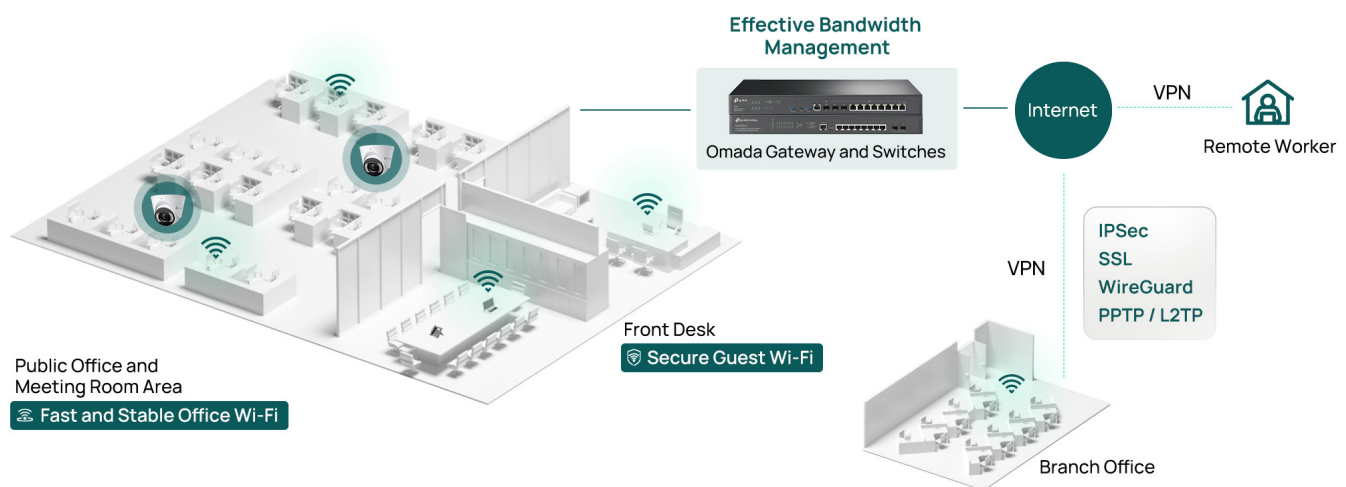 Effective Bandwidth
Management
Omada Gateway and Switches
Internet
VPN
Remote Worker
VPN
IPSec
SSL
WireGuard
PPTP / L2TP
Front Desk
Secure Guest Wi-Fi
Public Office and
Meeting Room Area
Fast and Stable Office Wi-Fi
Branch Office